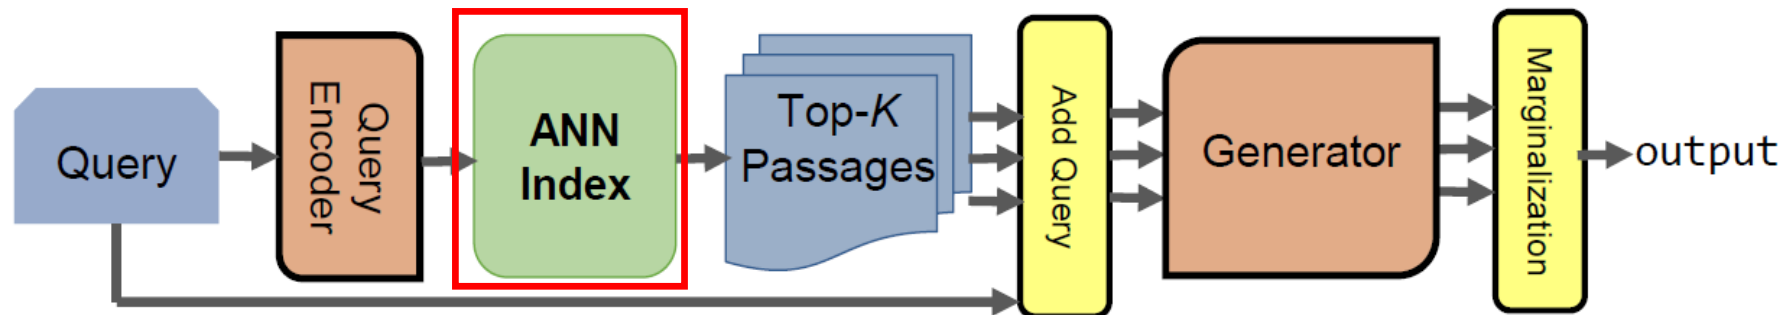 Query
Query
Encoder
ANN
Index
Top-K
Passages
Add Query
Generator
Marginalization
output